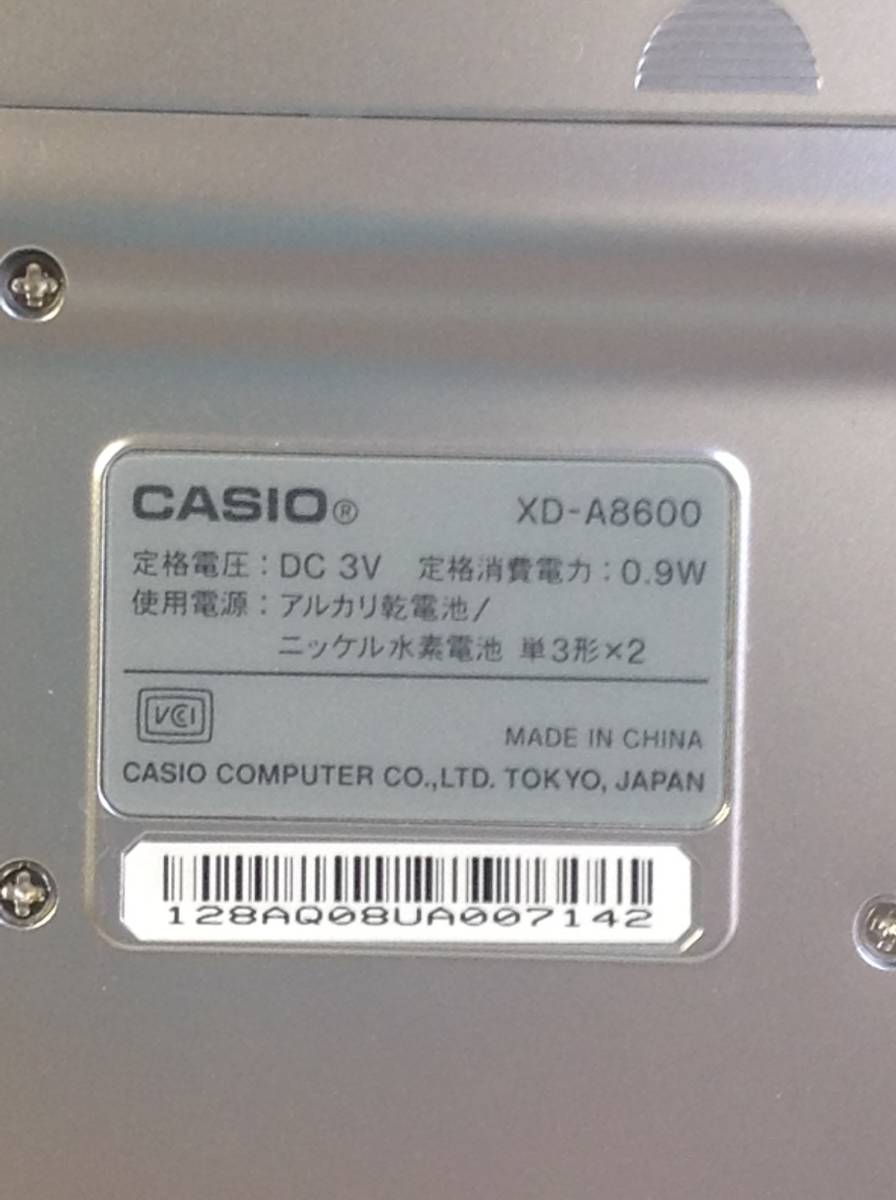 CASIO® XD-A8600
定格電圧：DC 3V 定格消費電力：0.9W
使用電源：アルカリ乾電池/
ニッケル水素電池 単3形×2
VCCI
MADE IN CHINA
CASIO COMPUTER CO.,LTD. TOKYO, JAPAN
128AQ08UA007142